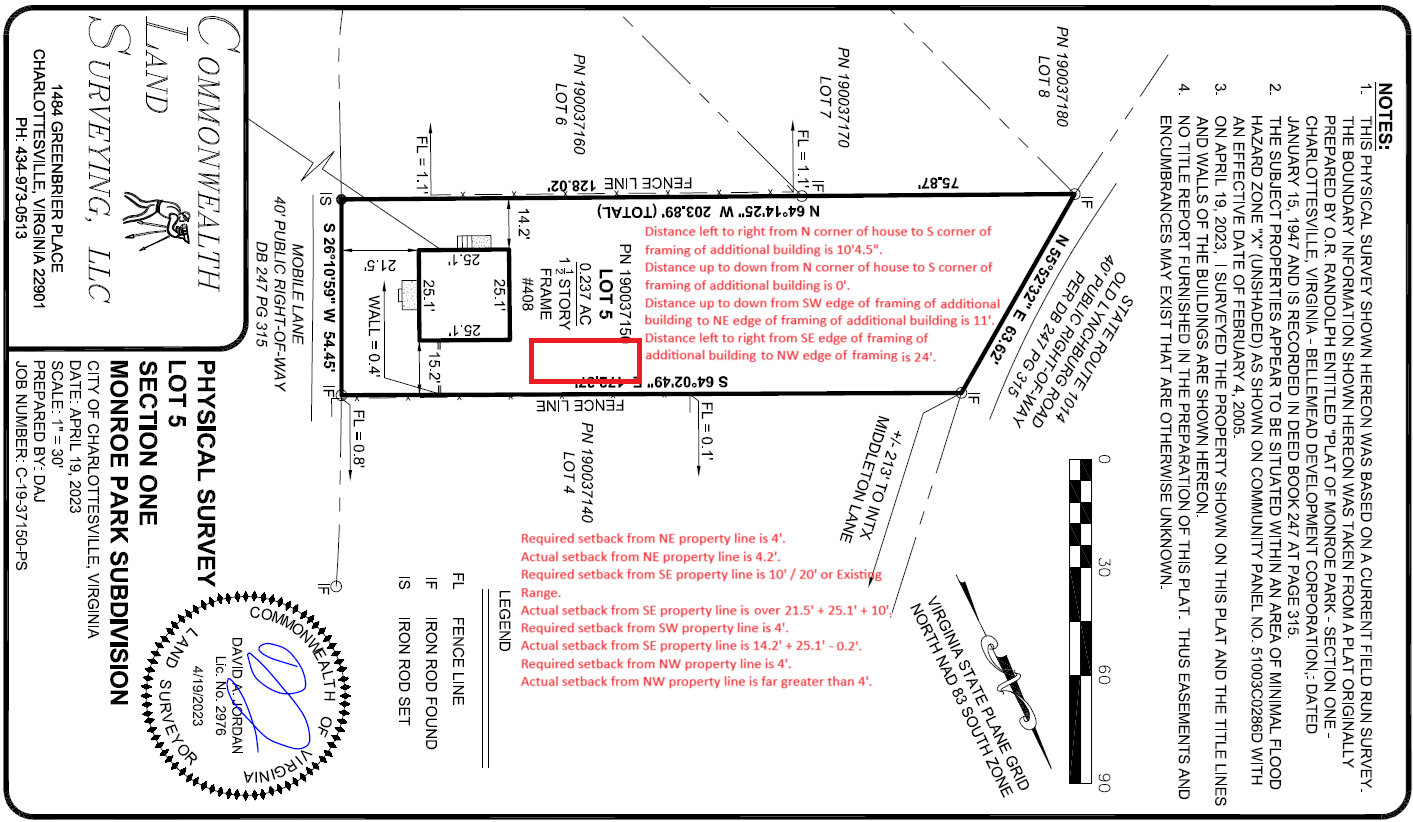 NOTES:
1. THIS PHYSICAL SURVEY SHOWN HEREON WAS BASED ON A CURRENT FIELD RUN SURVEY.
THE BOUNDARY INFORMATION SHOWN HEREON WAS TAKEN FROM A PLAT ORIGINALLY
PREPARED BY O.R. RANDOLPH ENTITLED "PLAT OF MONROE PARK - SECTION ONE -
CHARLOTTESVILLE, VIRGINIA - BELLEMEAD DEVELOPMENT CORPORATION,: DATED
JANUARY 15, 1947 AND IS RECORDED IN DEED BOOK 247 AT PAGE 315.
2. THE SUBJECT PROPERTIES APPEAR TO BE SITUATED WITHIN AN AREA OF MINIMAL FLOOD
HAZARD ZONE "X" (UNSHADED) AS SHOWN ON COMMUNITY PANEL NO. 51003C0286D WITH
AN EFFECTIVE DATE OF FEBRUARY 4, 2005.
3. ON APRIL 19, 2023, I SURVEYED THE PROPERTY SHOWN ON THIS PLAT AND THE TITLE LINES
AND WALLS OF THE BUILDINGS ARE SHOWN HEREON.
4. NO TITLE REPORT FURNISHED IN THE PREPARATION OF THIS PLAT. THUS EASEMENTS AND
ENCUMBRANCES MAY EXIST THAT ARE OTHERWISE UNKNOWN.
PN 190037180
LOT 8
PN 190037170
LOT 7
PN 190037160
LOT 6
STATE ROUTE 1014
OLD LYNCHBURG ROAD
40' PUBLIC RIGHT-OF-WAY
PER DB 247 PG 315
N 55°52'32" E 63.62'
IF
75.87'
IF
FL = 1.1'
FENCE LINE
128.02'
FL = 1.1'
N 64°14'25" W 203.89' (TOTAL)
IS
S 26°10'59" W 54.45'
MOBILE LANE
40' PUBLIC RIGHT-OF-WAY
DB 247 PG 315
14.2'
21.5'
25.1'
25.1'
25.1'
25.1'
15.2'
WALL = 0.4'
PN 19003715
LOT 5
0.237 AC
1 1/2 STORY
FRAME
#408
Distance left to right from N corner of house to S corner of
framing of additional building is 10'4.5".
Distance up to down from N corner of house to S corner of
framing of additional building is 0'.
Distance up to down from SW edge of framing of additional
building to NE edge of framing of additional building is 11'.
Distance left to right from SE edge of framing of
additional building to NW edge of framing is 24'.
S 64°02'49"
FENCE LINE
IF
IF
FL = 0.8'
FL = 0.1'
PN 190037140
LOT 4
+/- 213' TO INTX
MIDDLETON LANE
IF
0 30 60 90
VIRGINIA STATE PLANE GRID
NORTH NAD 83 SOUTH ZONE
Required setback from NE property line is 4'.
Actual setback from NE property line is 4.2'.
Required setback from SE property line is 10' / 20' or Existing
Range.
Actual setback from SE property line is over 21.5' + 25.1' + 10'.
Required setback from SW property line is 4'.
Actual setback from SE property line is 14.2' + 25.1' - 0.2'.
Required setback from NW property line is 4'.
Actual setback from NW property line is far greater than 4'.
LEGEND
FL FENCE LINE
IF IRON ROD FOUND
IS IRON ROD SET
COMMONWEALTH OF VIRGINIA
DAVID A. JORDAN
Lic. No. 2976
4/19/2023
LAND SURVEYOR
COMMONWEALTH
LAND
SURVEYING, LLC
1484 GREENBRIER PLACE
CHARLOTTESVILLE, VIRGINIA 22901
PH: 434-973-0513
PHYSICAL SURVEY
LOT 5
SECTION ONE
MONROE PARK SUBDIVISION
CITY OF CHARLOTTESVILLE, VIRGINIA
DATE: APRIL 19, 2023
SCALE: 1" = 30'
PREPARED BY: DAJ
JOB NUMBER: C-19-37150-PS